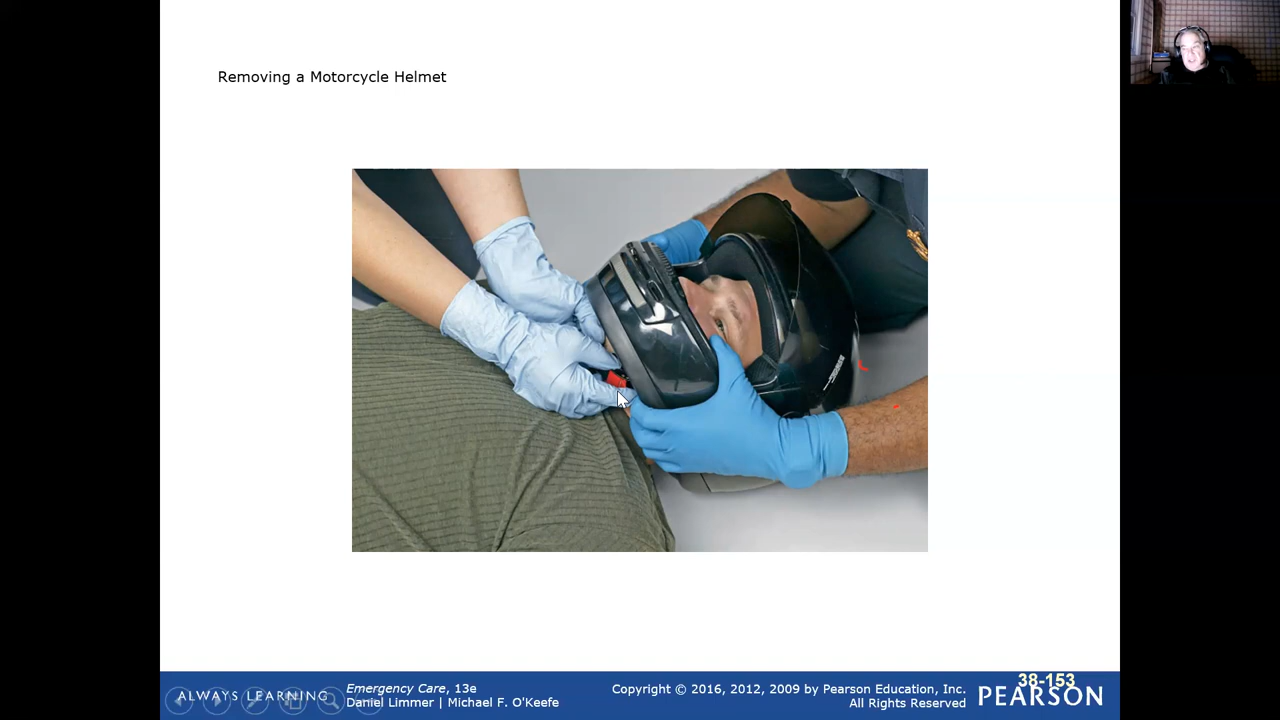 Removing a Motorcycle Helmet
ALWAYS LEARNING
Emergency Care, 13e
Daniel Limmer | Michael F. O'Keefe
Copyright © 2016, 2012, 2009 by Pearson Education, Inc.
All Rights Reserved
38-153
PEARSON